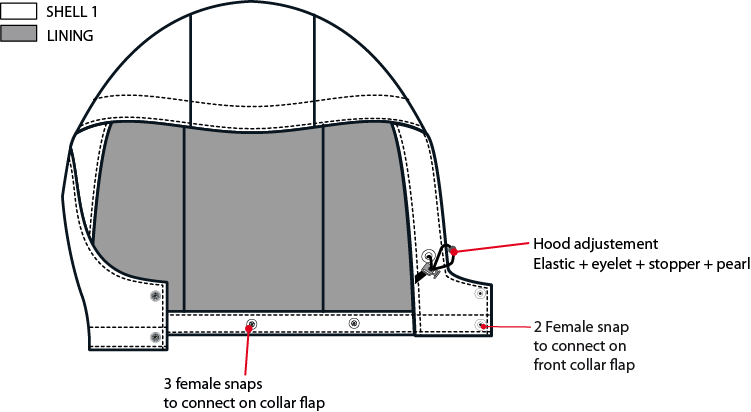 SHELL 1
LINING
Hood adjustement
Elastic + eyelet + stopper + pearl
2 Female snap
to connect on
front collar flap
3 female snaps
to connect on collar flap